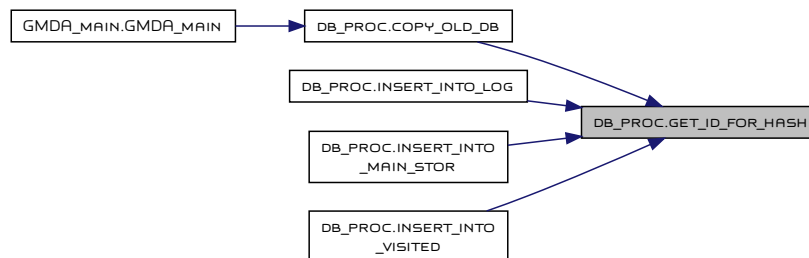 GMDA_MAIN.GMDA_MAIN
DB_PROC.COPY_OLD_DB
DB_PROC.INSERT_INTO_LOG
DB_PROC.GET_ID_FOR_HASH
DB_PROC.INSERT_INTO
_MAIN_STOR
DB_PROC.INSERT_INTO
_VISITED